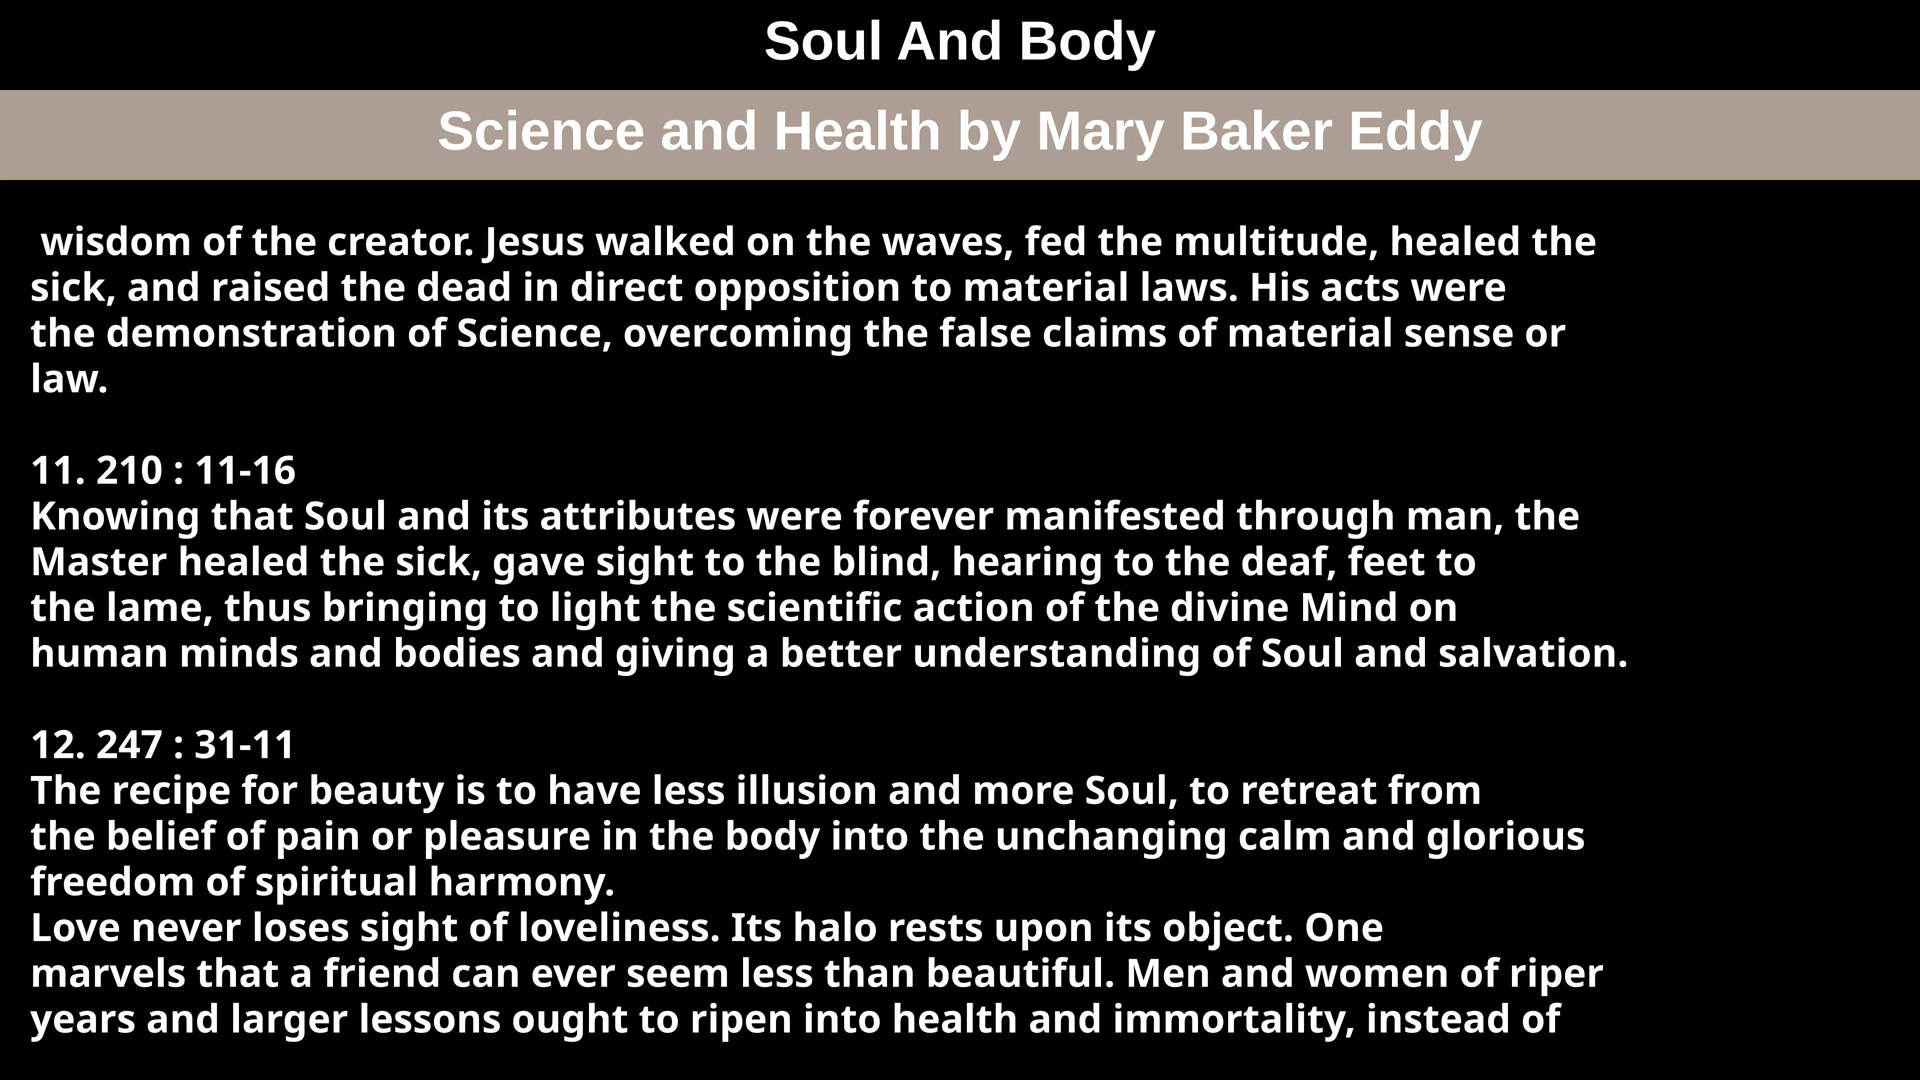 Soul And Body
Science and Health by Mary Baker Eddy
wisdom of the creator. Jesus walked on the waves, fed the multitude, healed the
sick, and raised the dead in direct opposition to material laws. His acts were
the demonstration of Science, overcoming the false claims of material sense or
law.
11. 210 : 11-16
Knowing that Soul and its attributes were forever manifested through man, the
Master healed the sick, gave sight to the blind, hearing to the deaf, feet to
the lame, thus bringing to light the scientific action of the divine Mind on
human minds and bodies and giving a better understanding of Soul and salvation.
12. 247 : 31-11
The recipe for beauty is to have less illusion and more Soul, to retreat from
the belief of pain or pleasure in the body into the unchanging calm and glorious
freedom of spiritual harmony.
Love never loses sight of loveliness. Its halo rests upon its object. One
marvels that a friend can ever seem less than beautiful. Men and women of riper
years and larger lessons ought to ripen into health and immortality, instead of